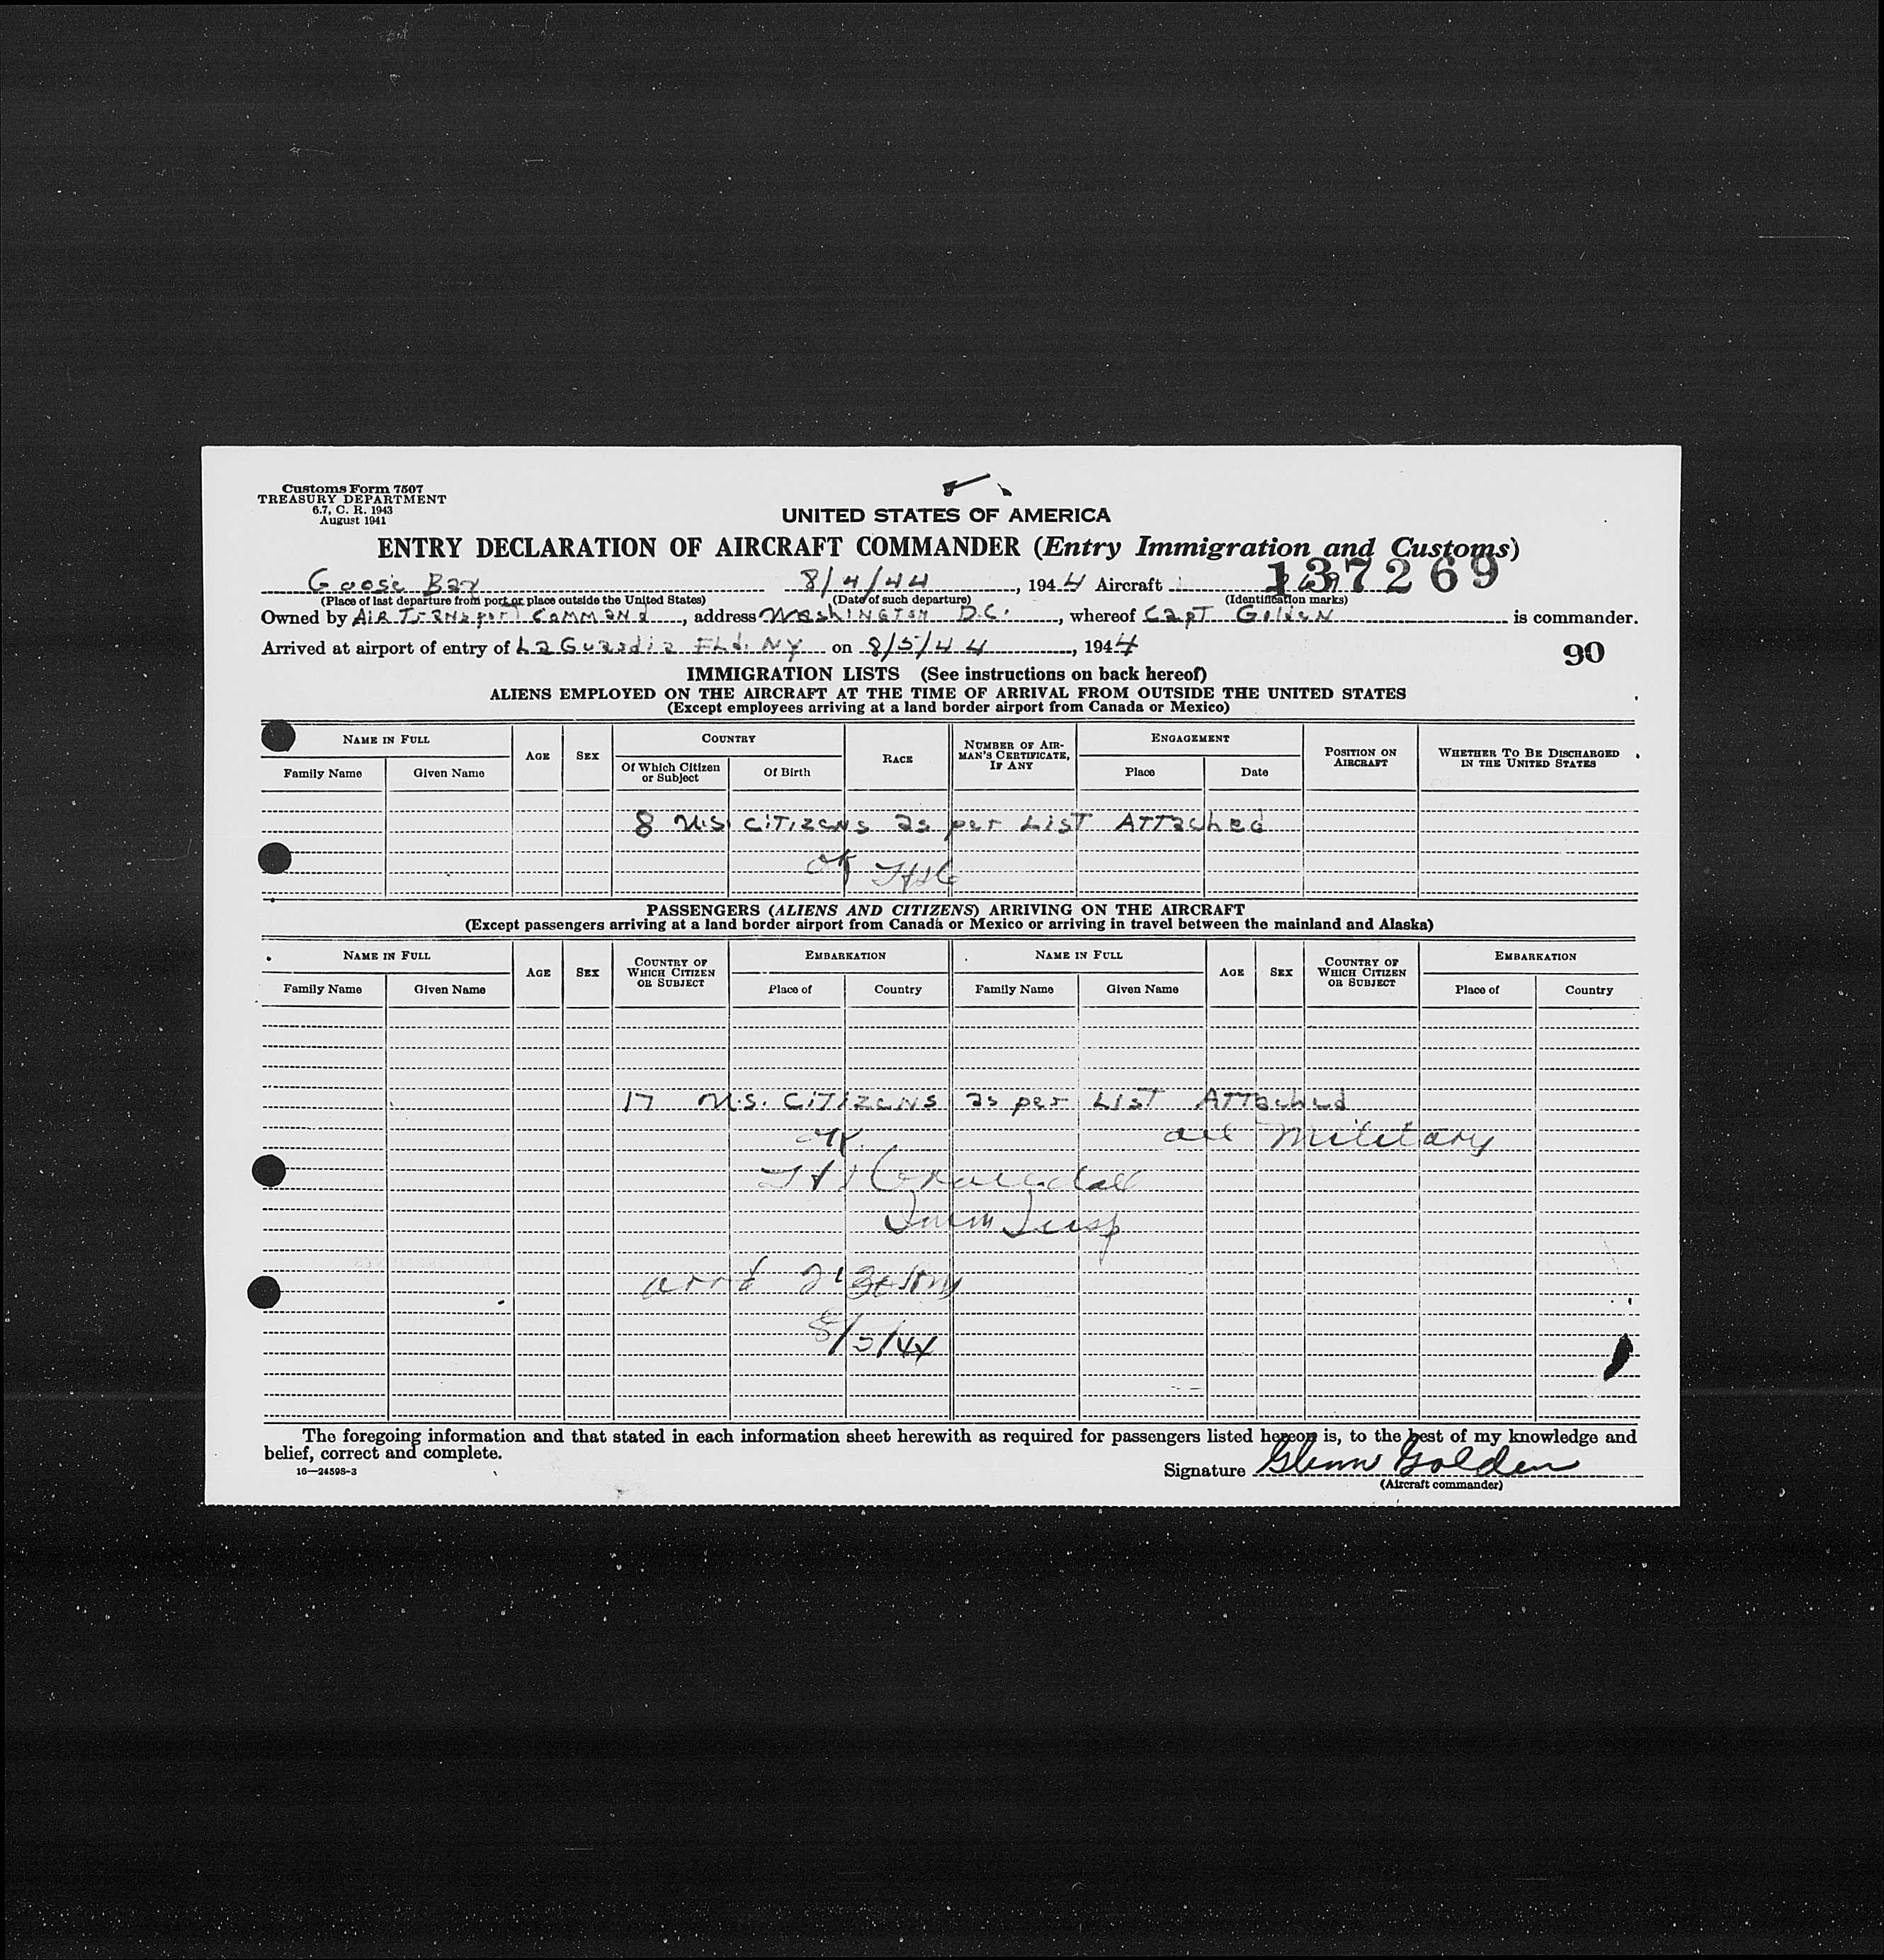 Customs Form 7507
TREASURY DEPARTMENT
6.7, C. R. 1943
August 1941
UNITED STATES OF AMERICA
ENTRY DECLARATION OF AIRCRAFT COMMANDER (Entry Immigration and Customs)
137269
Goose Bay 8/4/44, 1944 Aircraft
(Place of last departure from port or place outside the United States) (Date of such departure) (Identification marks)
Owned by Air Transport Command, address Washington D.C., whereof Capt Golden is commander.
Arrived at airport of entry of La Guardia Fld. NY on 8/5/44, 1944
90
IMMIGRATION LISTS (See instructions on back hereof)
ALIENS EMPLOYED ON THE AIRCRAFT AT THE TIME OF ARRIVAL FROM OUTSIDE THE UNITED STATES
(Except employees arriving at a land border airport from Canada or Mexico)
NAME IN FULL AGE SEX COUNTRY RACE NUMBER OF AIR-MAN'S CERTIFICATE, IF ANY ENGAGEMENT POSITION ON AIRCRAFT WHETHER TO BE DISCHARGED IN THE UNITED STATES
Family Name Given Name Of Which Citizen or Subject Of Birth Place Date
8 U.S. Citizens as per List Attached
OK
PASSENGERS (ALIENS AND CITIZENS) ARRIVING ON THE AIRCRAFT
(Except passengers arriving at a land border airport from Canada or Mexico or arriving in travel between the mainland and Alaska)
NAME IN FULL AGE SEX COUNTRY OF WHICH CITIZEN OR SUBJECT EMBARKATION NAME IN FULL AGE SEX COUNTRY OF WHICH CITIZEN OR SUBJECT EMBARKATION
Family Name Given Name Place of Country Family Name Given Name Place of Country
17 U.S. Citizens as per List Attached
OK. all Military
Imm Insp
arr'd
8/5/44
The foregoing information and that stated in each information sheet herewith as required for passengers listed hereon is, to the best of my knowledge and
belief, correct and complete.
16—24598-3
Signature Glenn Golden
(Aircraft commander)